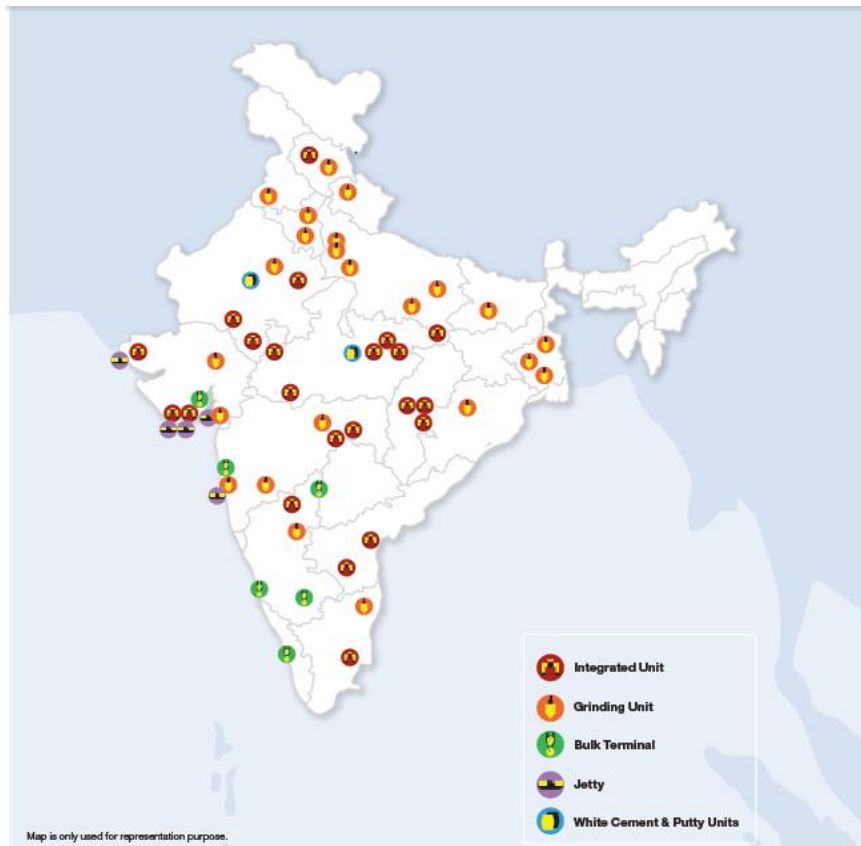 Integrated Unit
Grinding Unit
Bulk Terminal
Jetty
White Cement & Putty Units
Map is only used for representation purpose.